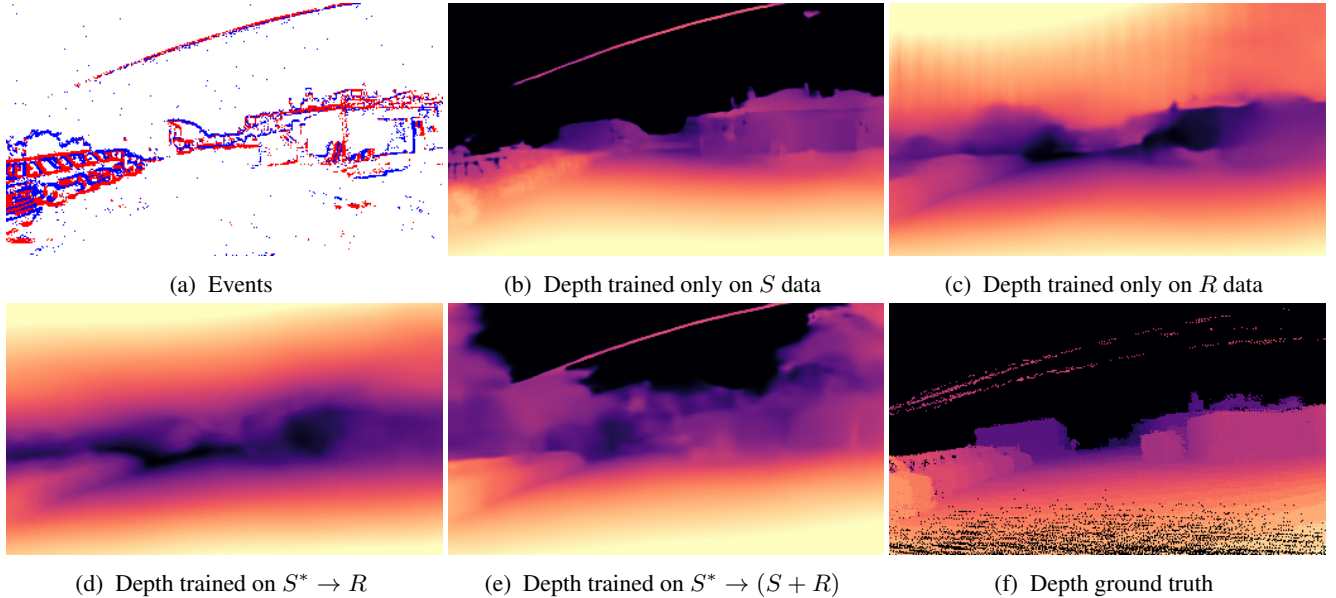 (a) Events
(b) Depth trained only on S data
(c) Depth trained only on R data
(d) Depth trained on S* → R
(e) Depth trained on S* → (S + R)
(f) Depth ground truth